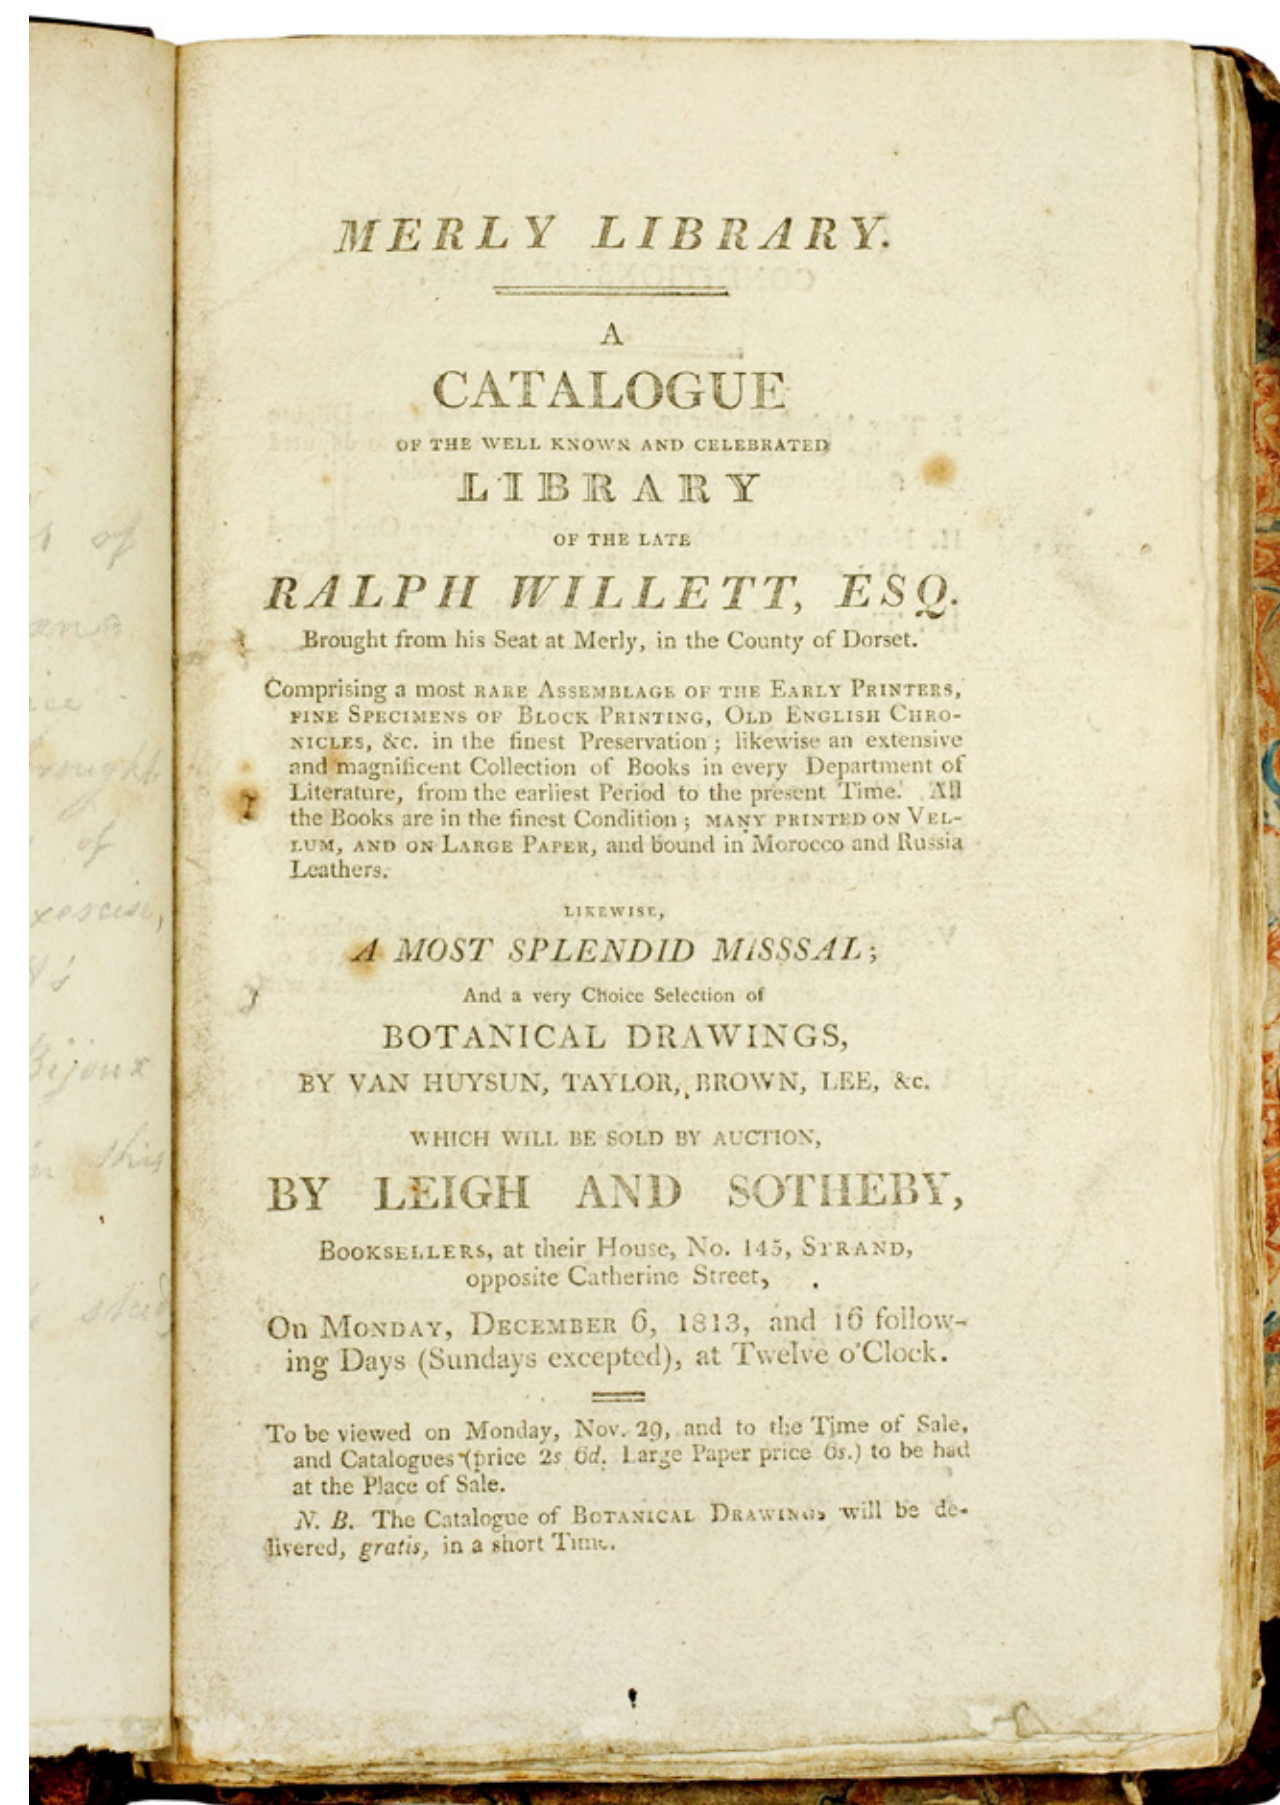 MERLY LIBRARY.
A
CATALOGUE
OF THE WELL KNOWN AND CELEBRATED
LIBRARY
OF THE LATE
RALPH WILLETT, ESQ.
Brought from his Seat at Merly, in the County of Dorset.
Comprising a most RARE ASSEMBLAGE OF THE EARLY PRINTERS,
FINE SPECIMENS OF BLOCK PRINTING, OLD ENGLISH CHRO-
NICLES, &c. in the finest Preservation; likewise an extensive
and magnificent Collection of Books in every Department of
Literature, from the earliest Period to the present Time. All
the Books are in the finest Condition; MANY PRINTED ON VEL-
LUM, AND ON LARGE PAPER, and bound in Morocco and Russia
Leathers.
LIKEWISE,
A MOST SPLENDID MISSSAL;
And a very Choice Selection of
BOTANICAL DRAWINGS,
BY VAN HUYSUN, TAYLOR, BROWN, LEE, &c.
WHICH WILL BE SOLD BY AUCTION,
BY LEIGH AND SOTHEBY,
BOOKSELLERS, at their House, No. 145, STRAND,
opposite Catherine Street,
On MONDAY, DECEMBER 6, 1813, and 16 follow-
ing Days (Sundays excepted), at Twelve o'Clock.
To be viewed on Monday, Nov. 29, and to the Time of Sale,
and Catalogues (price 2s 6d. Large Paper price 6s.) to be had
at the Place of Sale.
N. B. The Catalogue of BOTANICAL DRAWINGS will be de-
livered, gratis, in a short Time.
of
of
Bijoux
this